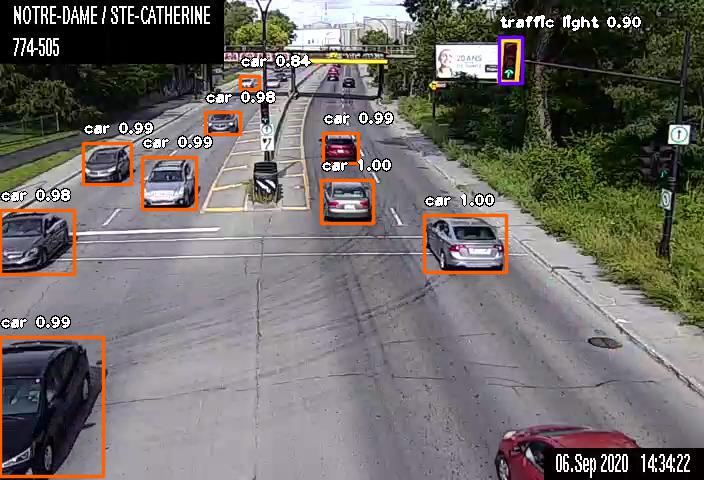 NOTRE-DAME / STE-CATHERINE
774-505
traffic light 0.90
car 0.84
car 0.98
car 0.99
car 0.99
car 0.99
car 1.00
car 0.98
car 1.00
car 0.99
20 ANS
06.Sep 2020 14:34:22